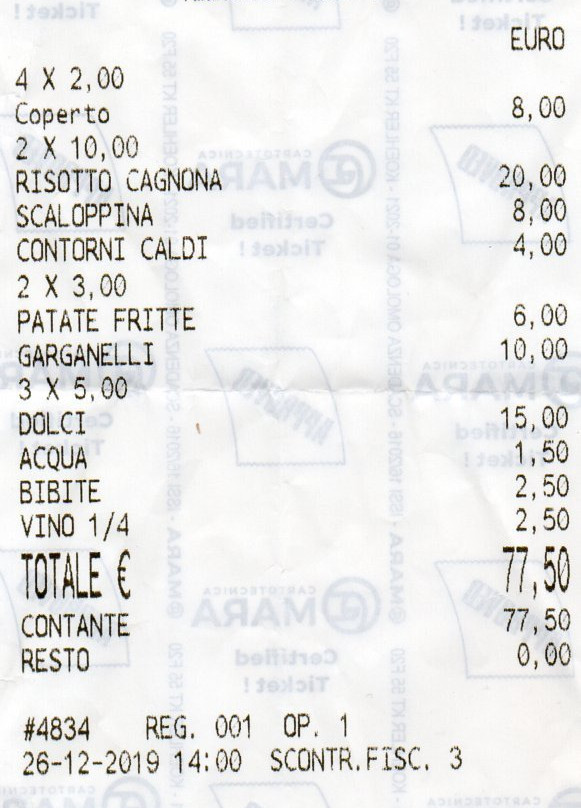 EURO
4 X 2,00
Coperto 8,00
2 X 10,00
RISOTTO CAGNONA 20,00
SCALOPPINA 8,00
CONTORNI CALDI 4,00
2 X 3,00
PATATE FRITTE 6,00
GARGANELLI 10,00
3 X 5,00
DOLCI 15,00
ACQUA 1,50
BIBITE 2,50
VINO 1/4 2,50
TOTALE € 77,50
CONTANTE 77,50
RESTO 0,00
#4834 REG. 001 OP. 1
26-12-2019 14:00 SCONTR.FISC. 3